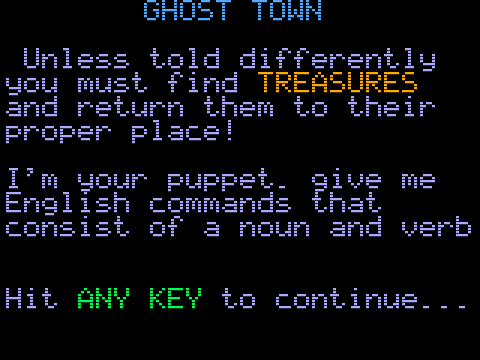 GHOST TOWN
Unless told differently
you must find TREASURES
and return them to their
proper place!
I'm your puppet. give me
English commands that
consist of a noun and verb
Hit ANY KEY to continue...